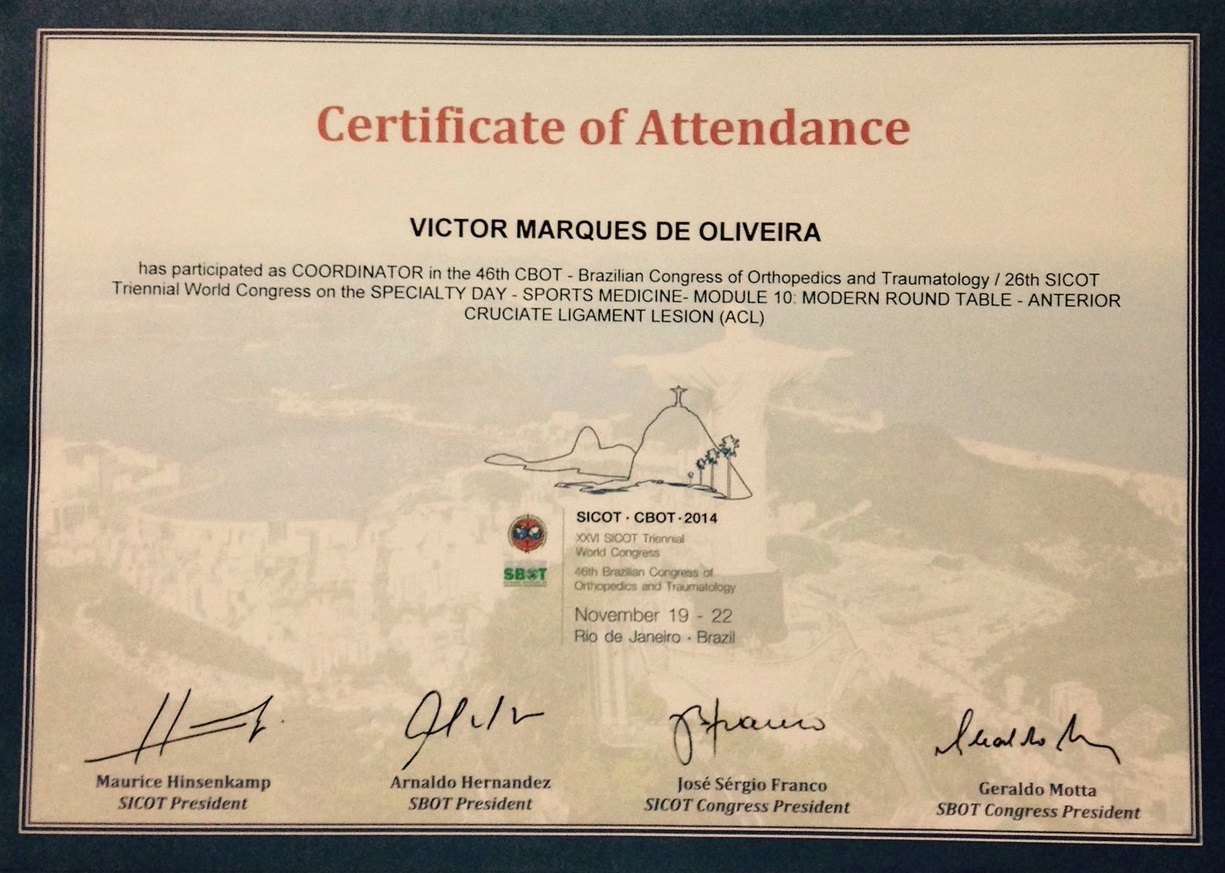 Certificate of Attendance
VICTOR MARQUES DE OLIVEIRA
has participated as COORDINATOR in the 46th CBOT - Brazilian Congress of Orthopedics and Traumatology / 26th SICOT
Triennial World Congress on the SPECIALTY DAY - SPORTS MEDICINE- MODULE 10: MODERN ROUND TABLE - ANTERIOR
CRUCIATE LIGAMENT LESION (ACL)
SICOT · CBOT · 2014
XXVI SICOT Triennial
World Congress
SBOT
46th Brazilian Congress of
Orthopedics and Traumatology
November 19 - 22
Rio de Janeiro · Brazil
Maurice Hinsenkamp
SICOT President
Arnaldo Hernandez
SBOT President
José Sérgio Franco
SICOT Congress President
Geraldo Motta
SBOT Congress President